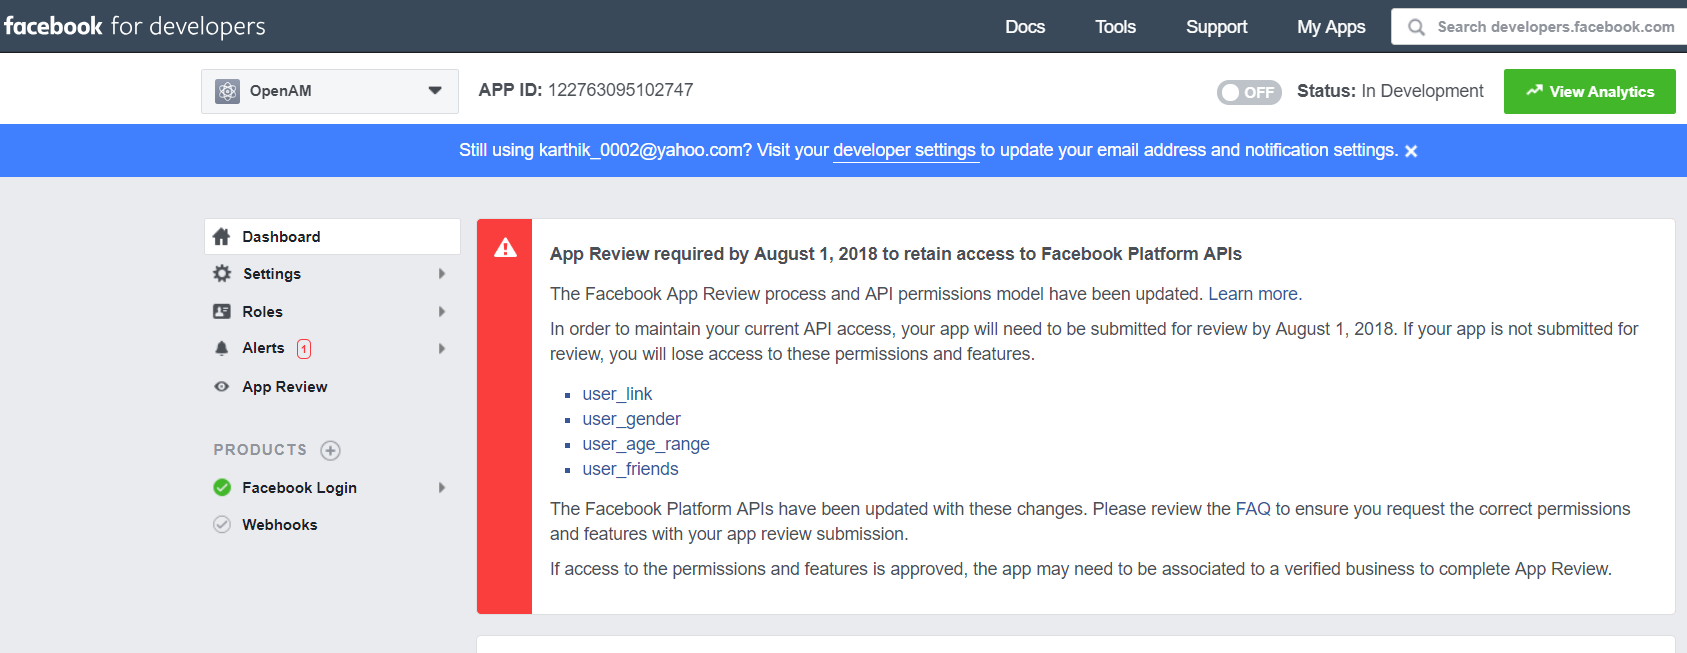 facebook for developers
Docs Tools Support My Apps Search developers.facebook.com
OpenAM APP ID: 122763095102747 OFF Status: In Development View Analytics
Still using karthik_0002@yahoo.com? Visit your developer settings to update your email address and notification settings. ×
Dashboard
Settings
Roles
Alerts 1
App Review
PRODUCTS
Facebook Login
Webhooks
App Review required by August 1, 2018 to retain access to Facebook Platform APIs
The Facebook App Review process and API permissions model have been updated. Learn more.
In order to maintain your current API access, your app will need to be submitted for review by August 1, 2018. If your app is not submitted for
review, you will lose access to these permissions and features.
▪ user_link
▪ user_gender
▪ user_age_range
▪ user_friends
The Facebook Platform APIs have been updated with these changes. Please review the FAQ to ensure you request the correct permissions
and features with your app review submission.
If access to the permissions and features is approved, the app may need to be associated to a verified business to complete App Review.